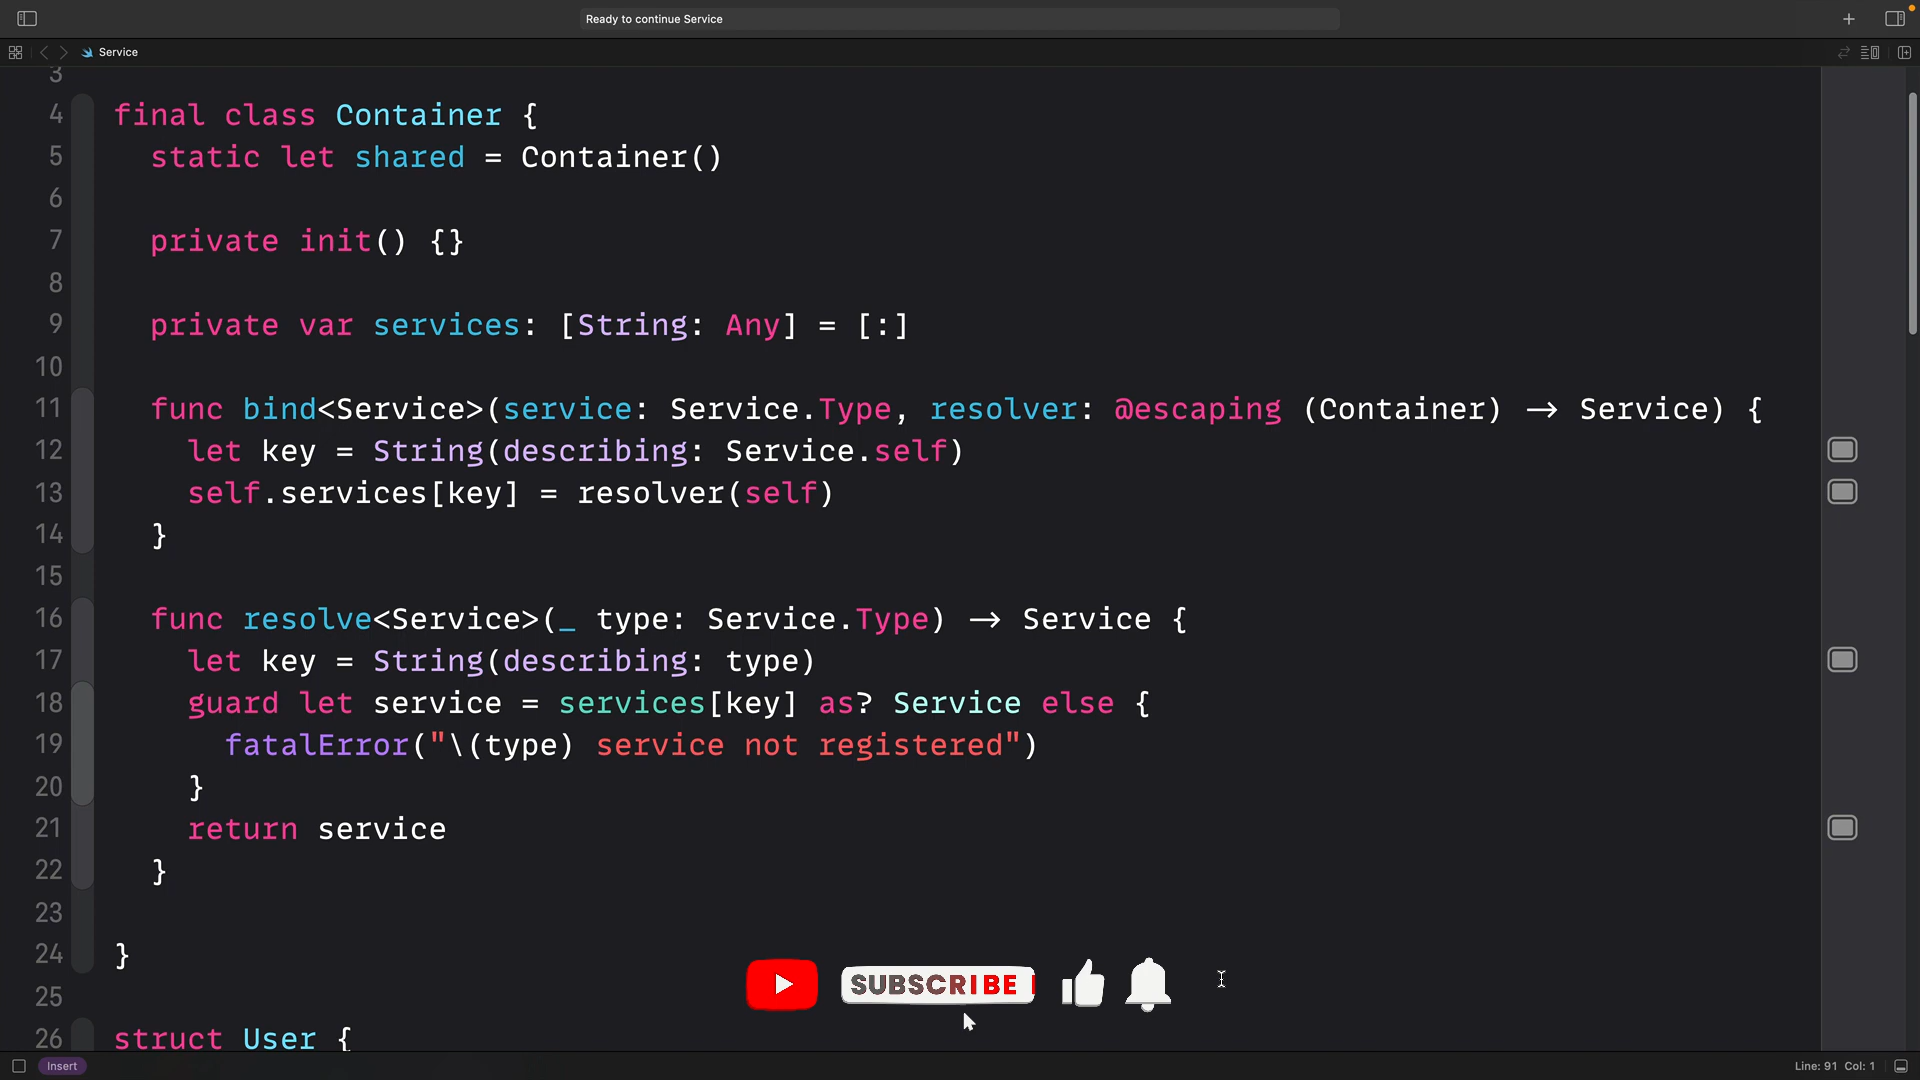 Ready to continue Service
Service
3
4 final class Container {
5 static let shared = Container()
6
7 private init() {}
8
9 private var services: [String: Any] = [:]
10
11 func bind<Service>(service: Service.Type, resolver: @escaping (Container) -> Service) {
12 let key = String(describing: Service.self)
13 self.services[key] = resolver(self)
14 }
15
16 func resolve<Service>(_ type: Service.Type) -> Service {
17 let key = String(describing: type)
18 guard let service = services[key] as? Service else {
19 fatalError("\(type) service not registered")
20 }
21 return service
22 }
23
24 }
25
26 struct User {
SUBSCRIBE
Insert
Line: 91 Col: 1